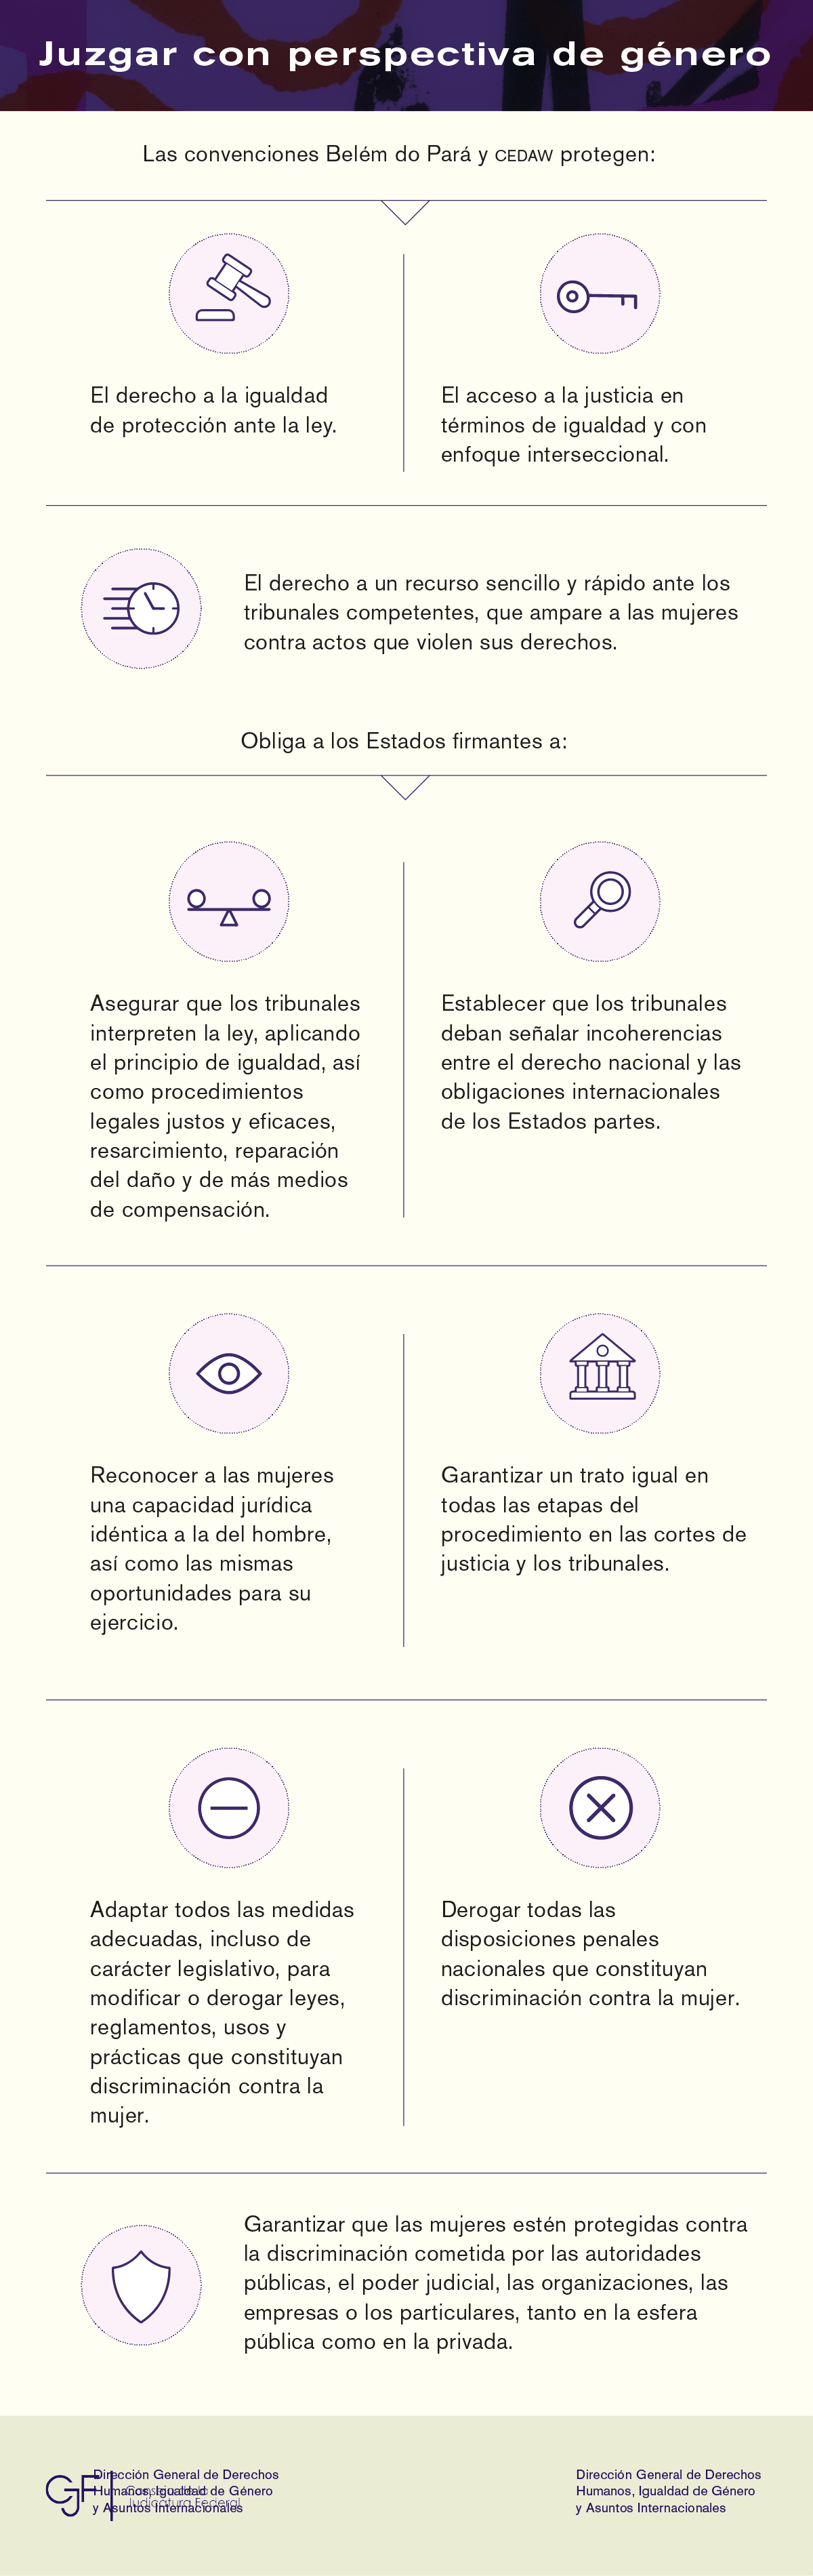 Juzgar con perspectiva de género
Las convenciones Belém do Pará y CEDAW protegen:
El derecho a la igualdad
de protección ante la ley.
El acceso a la justicia en
términos de igualdad y con
enfoque interseccional.
El derecho a un recurso sencillo y rápido ante los
tribunales competentes, que ampare a las mujeres
contra actos que violen sus derechos.
Obliga a los Estados firmantes a:
Asegurar que los tribunales
interpreten la ley, aplicando
el principio de igualdad, así
como procedimientos
legales justos y eficaces,
resarcimiento, reparación
del daño y de más medios
de compensación.
Establecer que los tribunales
deban señalar incoherencias
entre el derecho nacional y las
obligaciones internacionales
de los Estados partes.
Reconocer a las mujeres
una capacidad jurídica
idéntica a la del hombre,
así como las mismas
oportunidades para su
ejercicio.
Garantizar un trato igual en
todas las etapas del
procedimiento en las cortes de
justicia y los tribunales.
Adaptar todos las medidas
adecuadas, incluso de
carácter legislativo, para
modificar o derogar leyes,
reglamentos, usos y
prácticas que constituyan
discriminación contra la
mujer.
Derogar todas las
disposiciones penales
nacionales que constituyan
discriminación contra la mujer.
Garantizar que las mujeres estén protegidas contra
la discriminación cometida por las autoridades
públicas, el poder judicial, las organizaciones, las
empresas o los particulares, tanto en la esfera
pública como en la privada.
CJF
Consejo de la
Judicatura Federal
Dirección General de Derechos
Humanos, Igualdad de Género
y Asuntos Internacionales
Dirección General de Derechos
Humanos, Igualdad de Género
y Asuntos Internacionales